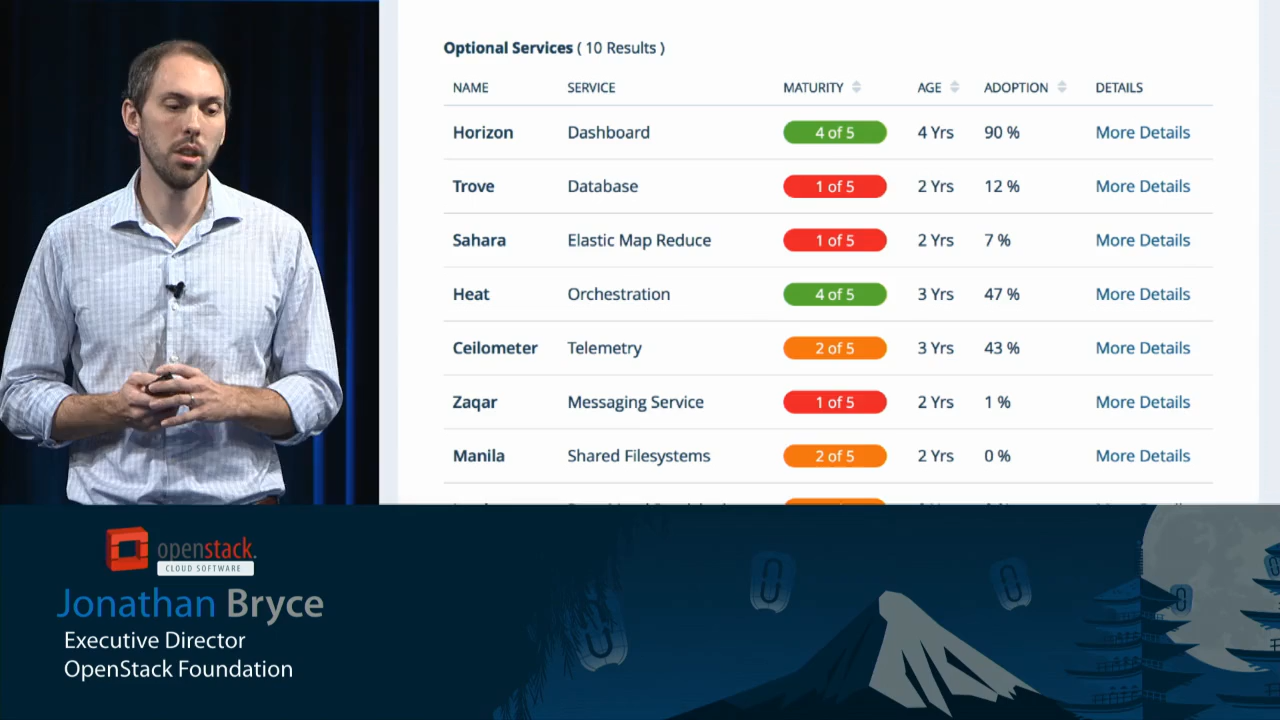 Optional Services ( 10 Results )
NAME SERVICE MATURITY AGE ADOPTION DETAILS
Horizon Dashboard 4 of 5 4 Yrs 90 % More Details
Trove Database 1 of 5 2 Yrs 12 % More Details
Sahara Elastic Map Reduce 1 of 5 2 Yrs 7 % More Details
Heat Orchestration 4 of 5 3 Yrs 47 % More Details
Ceilometer Telemetry 2 of 5 3 Yrs 43 % More Details
Zaqar Messaging Service 1 of 5 2 Yrs 1 % More Details
Manila Shared Filesystems 2 of 5 2 Yrs 0 % More Details
openstack.
CLOUD SOFTWARE
Jonathan Bryce
Executive Director
OpenStack Foundation